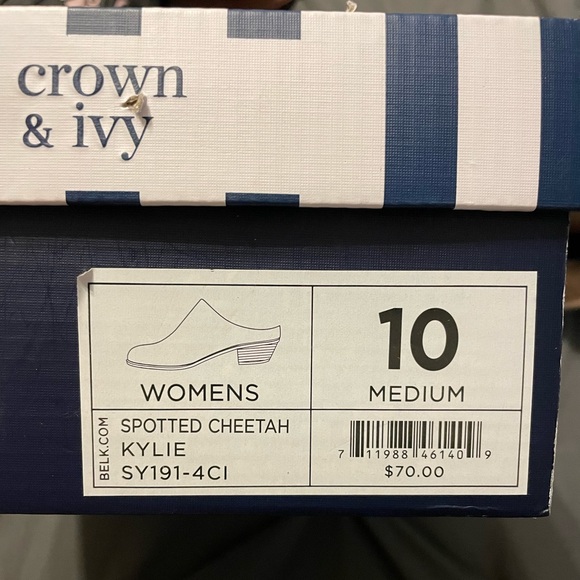 crown
& ivy
WOMENS
10
MEDIUM
BELK.COM
SPOTTED CHEETAH
KYLIE
SY191-4CI
7 11988 46140 9
$70.00